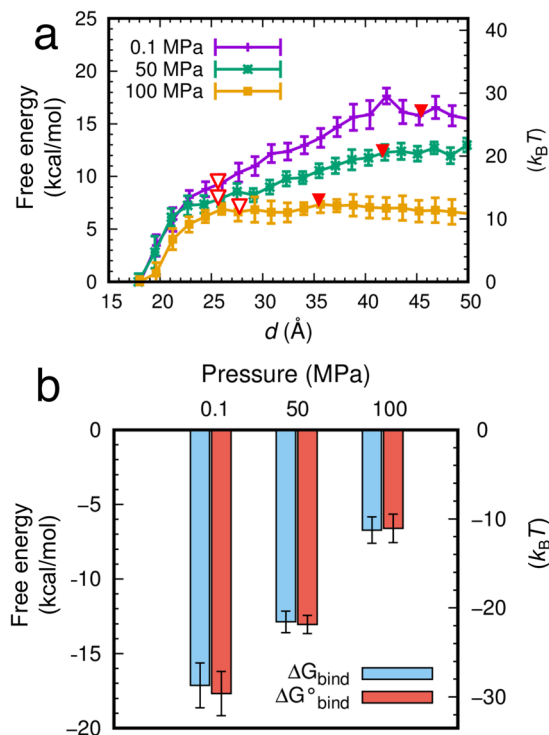 a
0.1 MPa
50 MPa
100 MPa
Free energy
(kcal/mol)
25
20
15
10
5
0
(kBT)
40
30
20
10
0
15 20 25 30 35 40 45 50
d (Å)
b
Pressure (MPa)
0.1 50 100
Free energy
(kcal/mol)
0
−5
-10
-15
−20
(kBT)
0
−10
−20
−30
ΔGbind
ΔG°bind